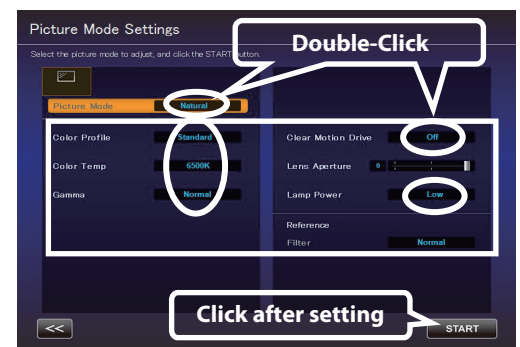 Picture Mode Settings
Select the picture mode to adjust, and click the START button.
Double-Click
Picture Mode Natural
Color Profile Standard
Clear Motion Drive Off
Color Temp 6500K
Lens Aperture 0
Gamma Normal
Lamp Power Low
Reference
Filter Normal
Click after setting
<< START